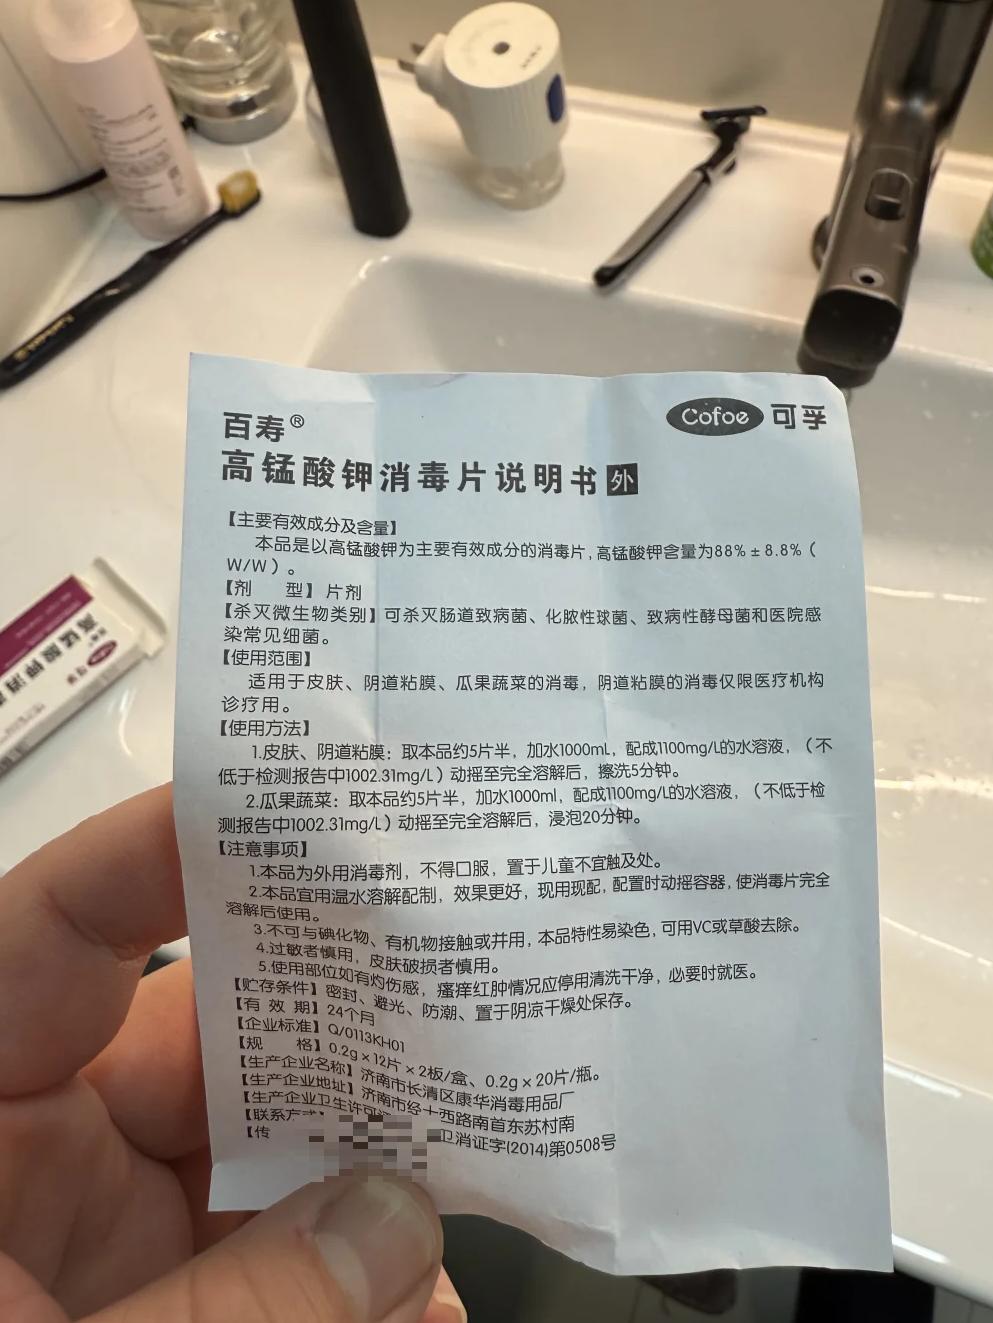 百寿®
Cofoe 可孚
高锰酸钾消毒片说明书 外
【主要有效成分及含量】
本品是以高锰酸钾为主要有效成分的消毒片，高锰酸钾含量为88%±8.8%（
W/W）。
【剂 型】片剂
【杀灭微生物类别】可杀灭肠道致病菌、化脓性球菌、致病性酵母菌和医院感
染常见细菌。
【使用范围】
适用于皮肤、阴道粘膜、瓜果蔬菜的消毒，阴道粘膜的消毒仅限医疗机构
诊疗用。
【使用方法】
1.皮肤、阴道粘膜：取本品约5片半，加水1000mL，配成1100mg/L的水溶液，（不
低于检测报告中1002.31mg/L）动摇至完全溶解后，擦洗5分钟。
2.瓜果蔬菜：取本品约5片半，加水1000ml，配成1100mg/L的水溶液，（不低于检
测报告中1002.31mg/L）动摇至完全溶解后，浸泡20分钟。
【注意事项】
1.本品为外用消毒剂，不得口服，置于儿童不宜触及处。
2.本品宜用温水溶解配制，效果更好，现用现配，配置时动摇容器，使消毒片完全
溶解后使用。
3.不可与碘化物、有机物接触或并用，本品特性易染色，可用VC或草酸去除。
4.过敏者慎用，皮肤破损者慎用。
5.使用部位如有灼伤感，瘙痒红肿情况应停用清洗干净，必要时就医。
【贮存条件】密封、避光、防潮、置于阴凉干燥处保存。
【有 效 期】24个月
【企业标准】Q/0113KH01
【规 格】0.2g×12片×2板/盒、0.2g×20片/瓶。
【生产企业名称】济南市长清区康华消毒用品厂
【生产企业地址】济南市经十西路南首东苏村南
【生产企业卫生许可 卫消证字(2014)第0508号
【联系方式】
【传
可孚
高锰酸钾消